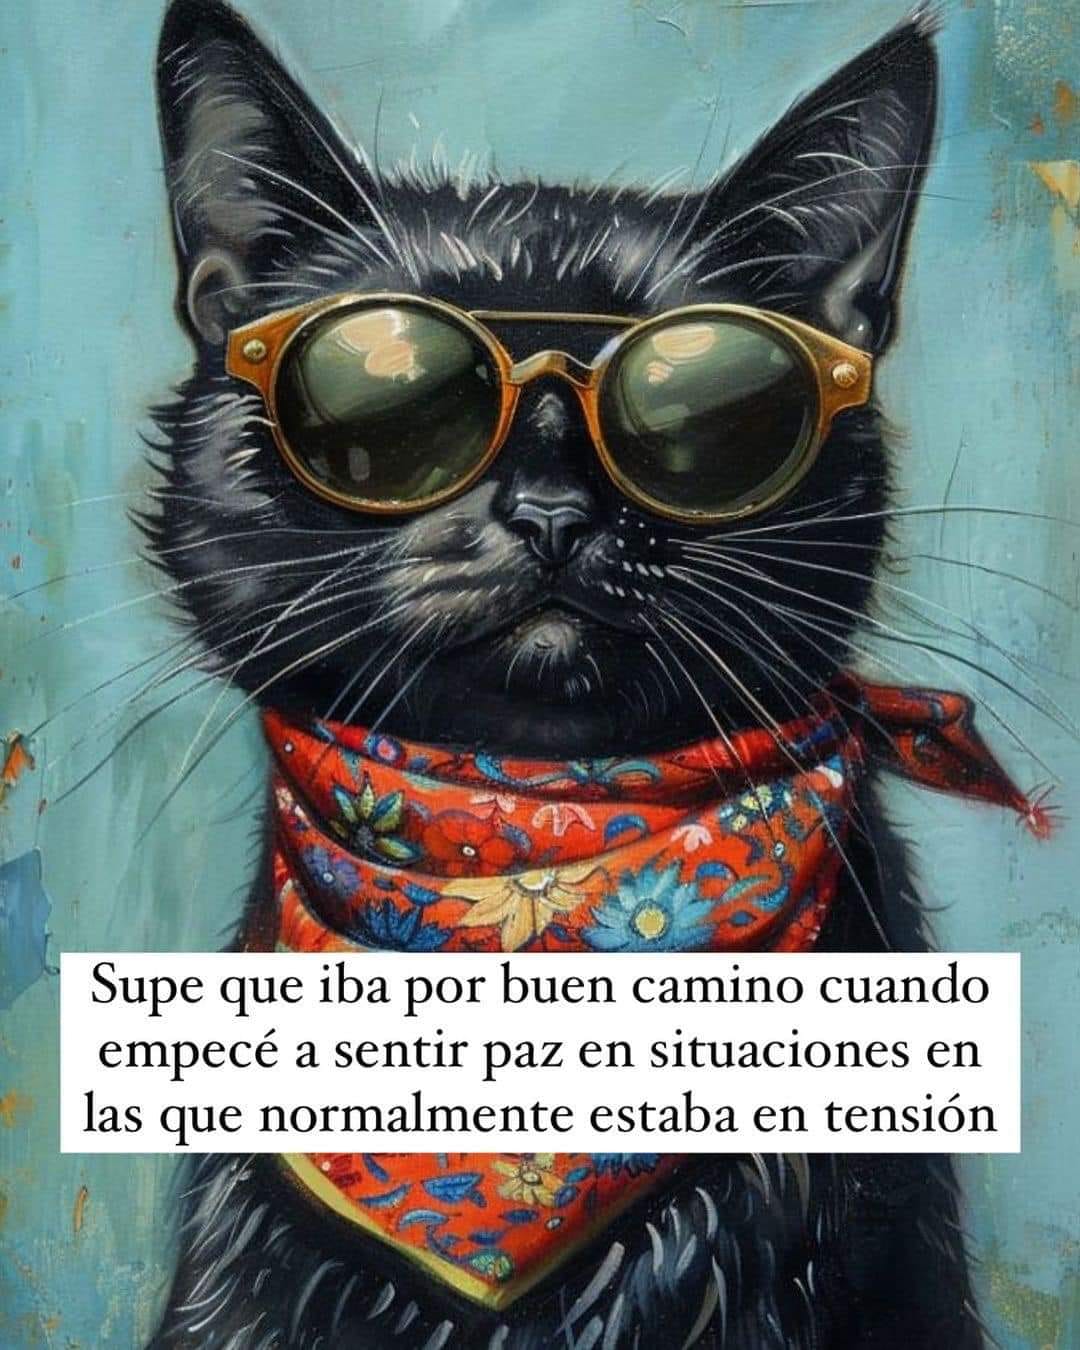 Supe que iba por buen camino cuando
empecé a sentir paz en situaciones en
las que normalmente estaba en tensión